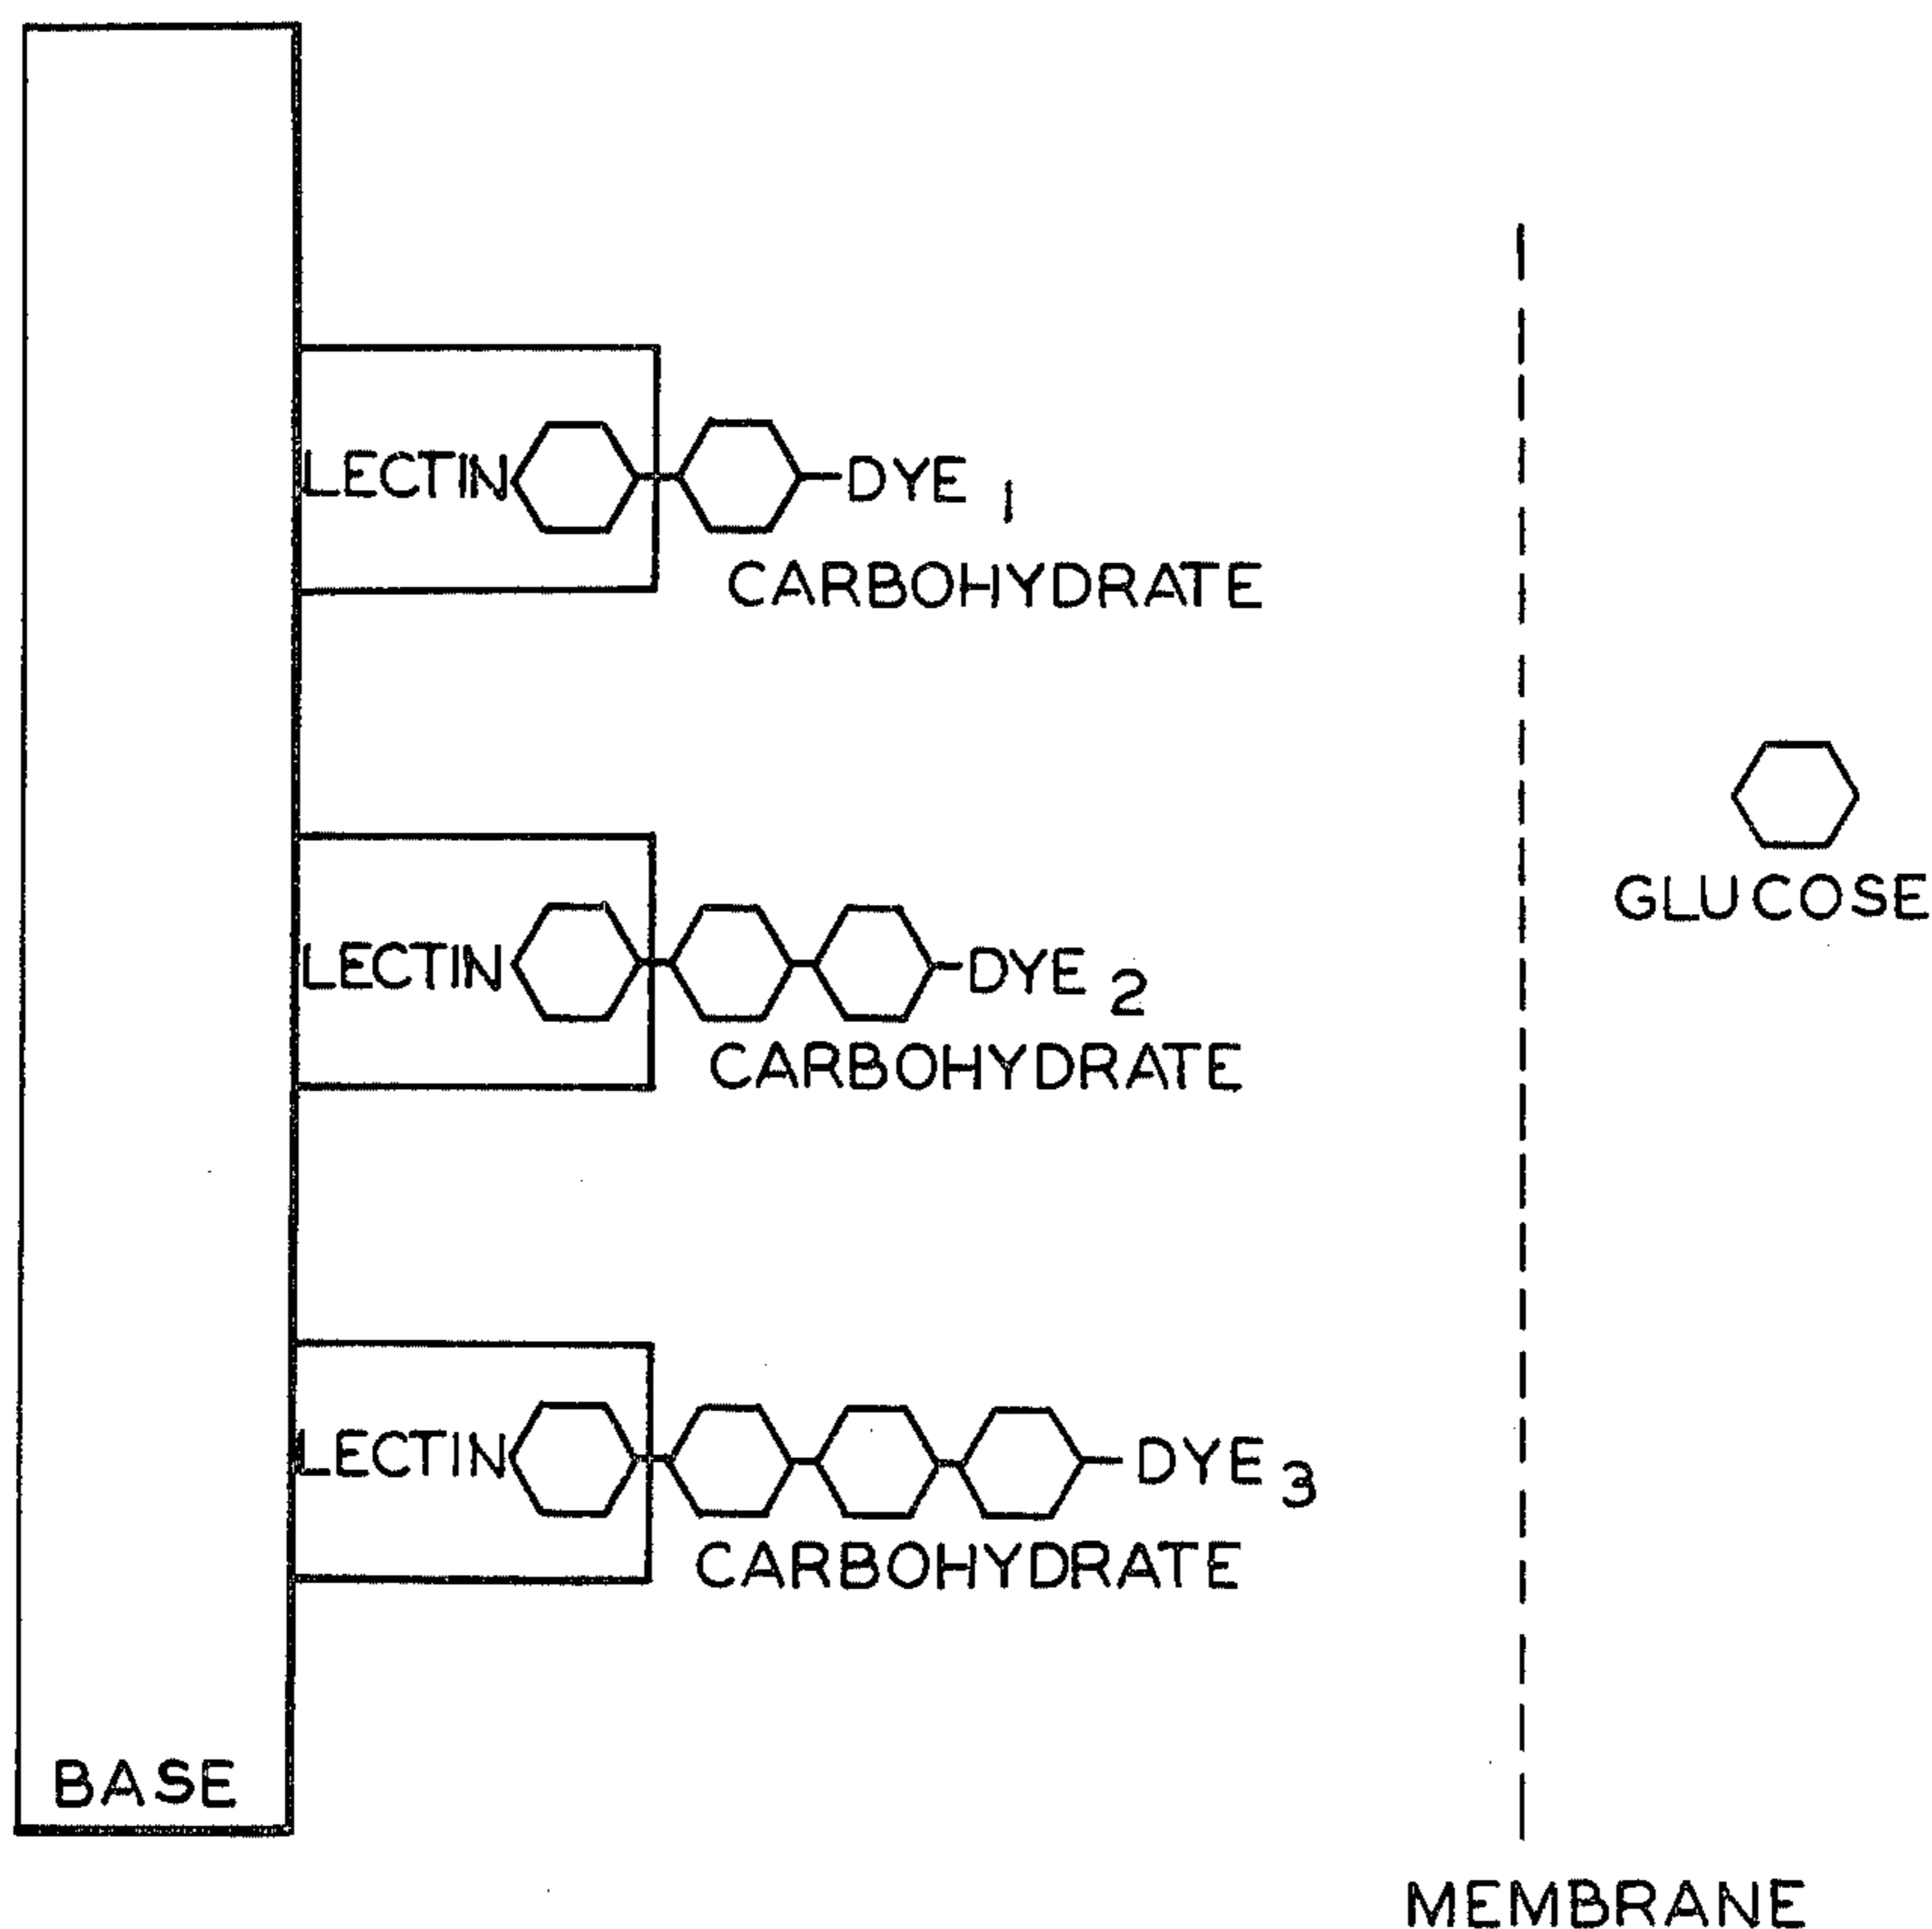 LECTIN DYE 1
CARBOHYDRATE
GLUCOSE
LECTIN DYE 2
CARBOHYDRATE
LECTIN DYE 3
CARBOHYDRATE
BASE
MEMBRANE